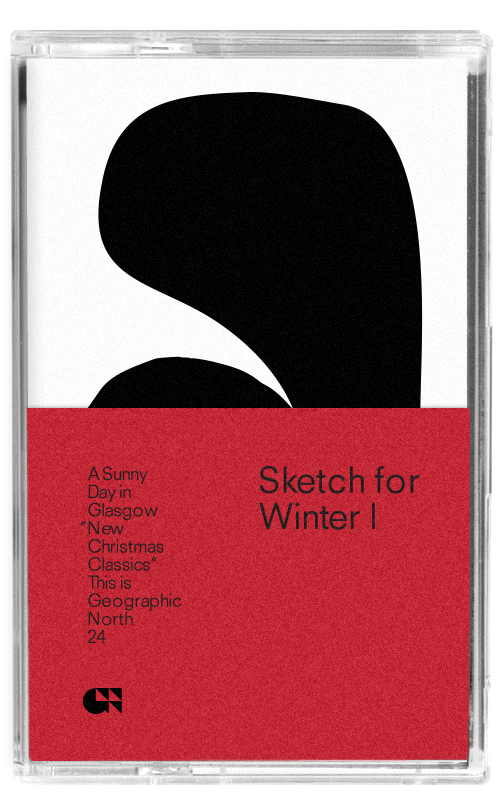 A Sunny
Day in
Glasgow
“New
Christmas
Classics”
This is
Geographic
North
24
Sketch for
Winter I